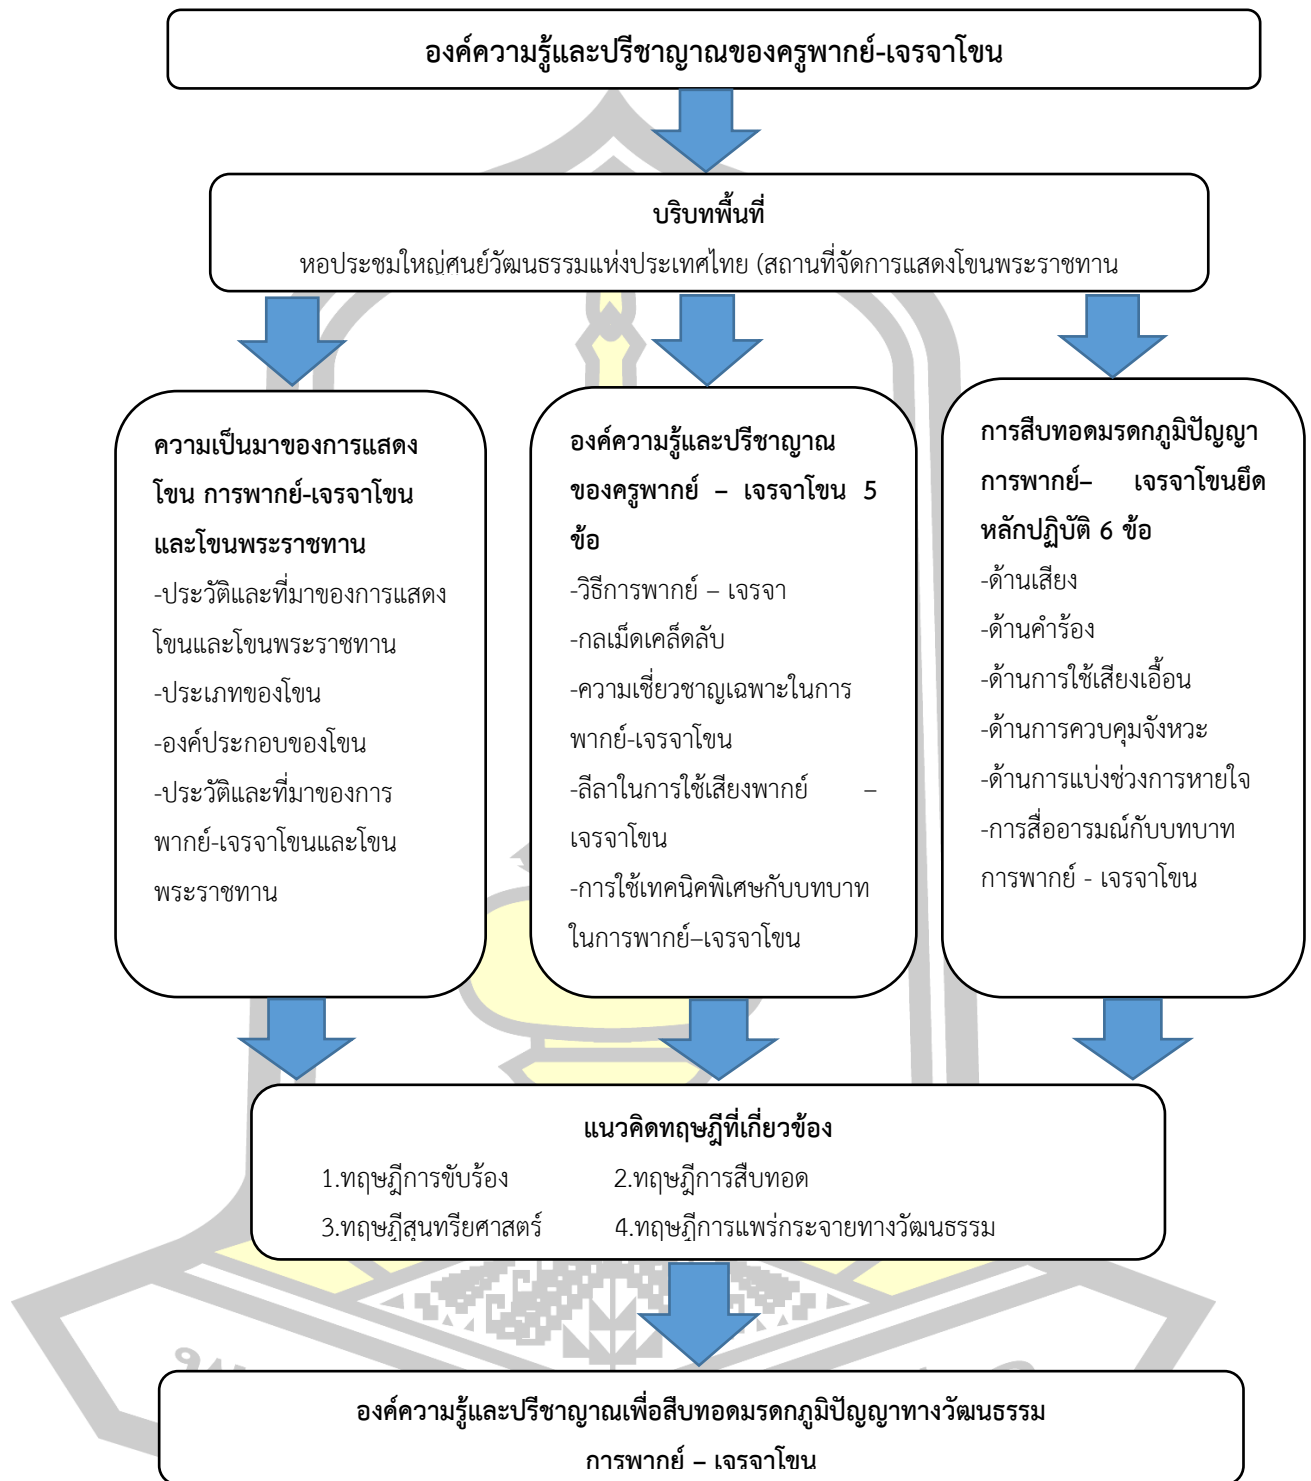 องค์ความรู้และปรีชาญาณของครูพากย์-เจรจาโขน
บริบทพื้นที่
หอประชมใหญ่ศนย์วัฒนธรรมแห่งประเทศไทย (สถานที่จัดการแสดงโขนพระราชทาน
ความเป็นมาของการแสดง
โขน การพากย์-เจรจาโขน
และโขนพระราชทาน
-ประวัติและที่มาของการแสดง
โขนและโขนพระราชทาน
-ประเภทของโขน
-องค์ประกอบของโขน
-ประวัติและที่มาของการ
พากย์-เจรจาโขนและโขน
พระราชทาน
องค์ความรู้และปรีชาญาณ
ของครูพากย์ – เจรจาโขน 5
ข้อ
-วิธีการพากย์ – เจรจา
-กลเม็ดเคล็ดลับ
-ความเชี่ยวชาญเฉพาะในการ
พากย์-เจรจาโขน
-ลีลาในการใช้เสียงพากย์ –
เจรจาโขน
-การใช้เทคนิคพิเศษกับบทบาท
ในการพากย์–เจรจาโขน
การสืบทอดมรดกภูมิปัญญา
การพากย์– เจรจาโขนยึด
หลักปฏิบัติ 6 ข้อ
-ด้านเสียง
-ด้านคำร้อง
-ด้านการใช้เสียงเอื้อน
-ด้านการควบคุมจังหวะ
-ด้านการแบ่งช่วงการหายใจ
-การสื่ออารมณ์กับบทบาท
การพากย์ - เจรจาโขน
แนวคิดทฤษฎีที่เกี่ยวข้อง
1.ทฤษฎีการขับร้อง 2.ทฤษฎีการสืบทอด
3.ทฤษฎีสุนทรียศาสตร์ 4.ทฤษฎีการแพร่กระจายทางวัฒนธรรม
องค์ความรู้และปรีชาญาณเพื่อสืบทอดมรดกภูมิปัญญาทางวัฒนธรรม
การพากย์ – เจรจาโขน